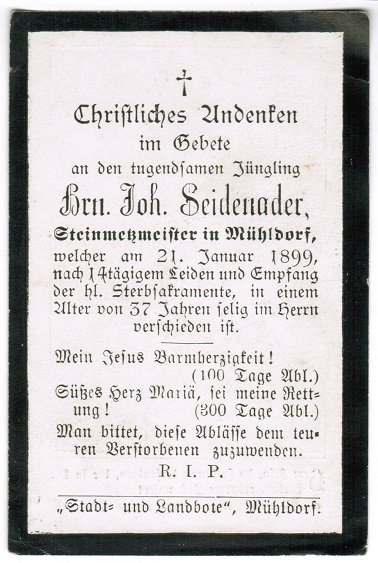 Christliches Andenken
im Gebete
an den tugendsamen Jüngling
Hrn. Joh. Seidenader,
Steinmetzmeister in Mühldorf,
welcher am 21. Januar 1899,
nach 14tägigem Leiden und Empfang
der hl. Sterbsakramente, in einem
Alter von 37 Jahren selig im Herrn
verschieden ist.
Mein Jesus Barmherzigkeit!
(100 Tage Abl.)
Süßes Herz Mariä, sei meine Rett-
ung! (300 Tage Abl.)
Man bittet, diese Ablässe dem teu-
ren Verstorbenen zuzuwenden.
R. I. P.
„Stadt- und Landbote", Mühldorf.